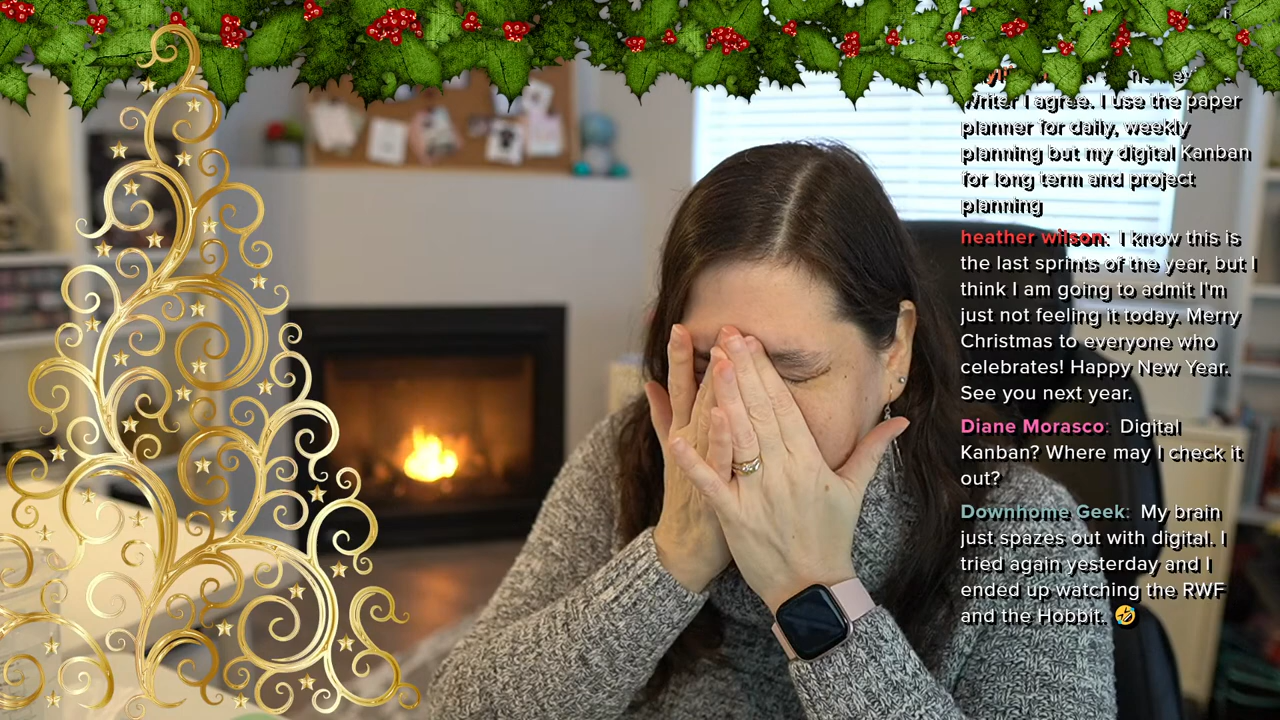 Writer I agree. I use the paper
planner for daily, weekly
planning but my digital Kanban
for long term and project
planning
heather wilson: I know this is
the last sprints of the year, but I
think I am going to admit I'm
just not feeling it today. Merry
Christmas to everyone who
celebrates! Happy New Year.
See you next year.
Diane Morasco: Digital
Kanban? Where may I check it
out?
Downhome Geek: My brain
just spazes out with digital. I
tried again yesterday and I
ended up watching the RWF
and the Hobbit. 🤣